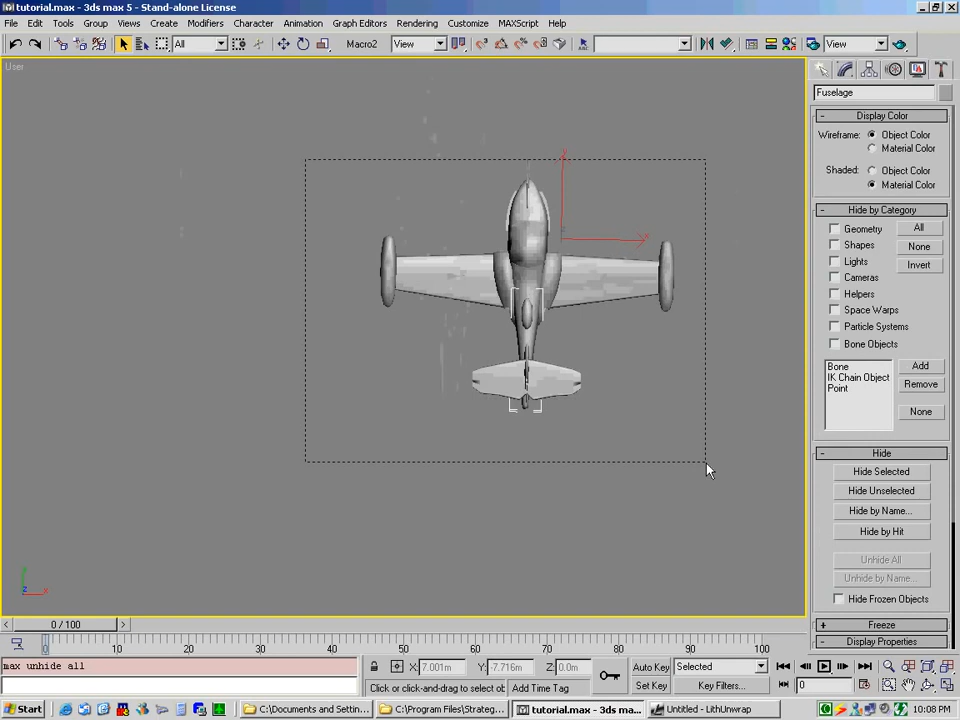 tutorial.max - 3ds max 5 - Stand-alone License
File Edit Tools Group Views Create Modifiers Character Animation Graph Editors Rendering Customize MAXScript Help
All Macro2 View View
User
Fuselage
- Display Color
Wireframe: Object Color
Material Color
Shaded: Object Color
Material Color
- Hide by Category
Geometry All
Shapes None
Lights Invert
Cameras
Helpers
Space Warps
Particle Systems
Bone Objects
Bone Add
IK Chain Object Remove
Point
None
- Hide
Hide Selected
Hide Unselected
Hide by Name...
Hide by Hit
Unhide All
Unhide by Name...
Hide Frozen Objects
+ Freeze
- Display Properties
y
x
z
y
z x
< 0 / 100 >
0 10 20 30 40 50 60 70 80 90 100
max unhide all
X: 7.001m Y: -7.716m Z: 0.0m Auto Key Selected
Click or click-and-drag to select ob Add Time Tag Set Key Key Filters... 0
Start C:\Documents and Settin... C:\Program Files\Strateg... tutorial.max - 3ds ma... Untitled - LithUnwrap 10:08 PM